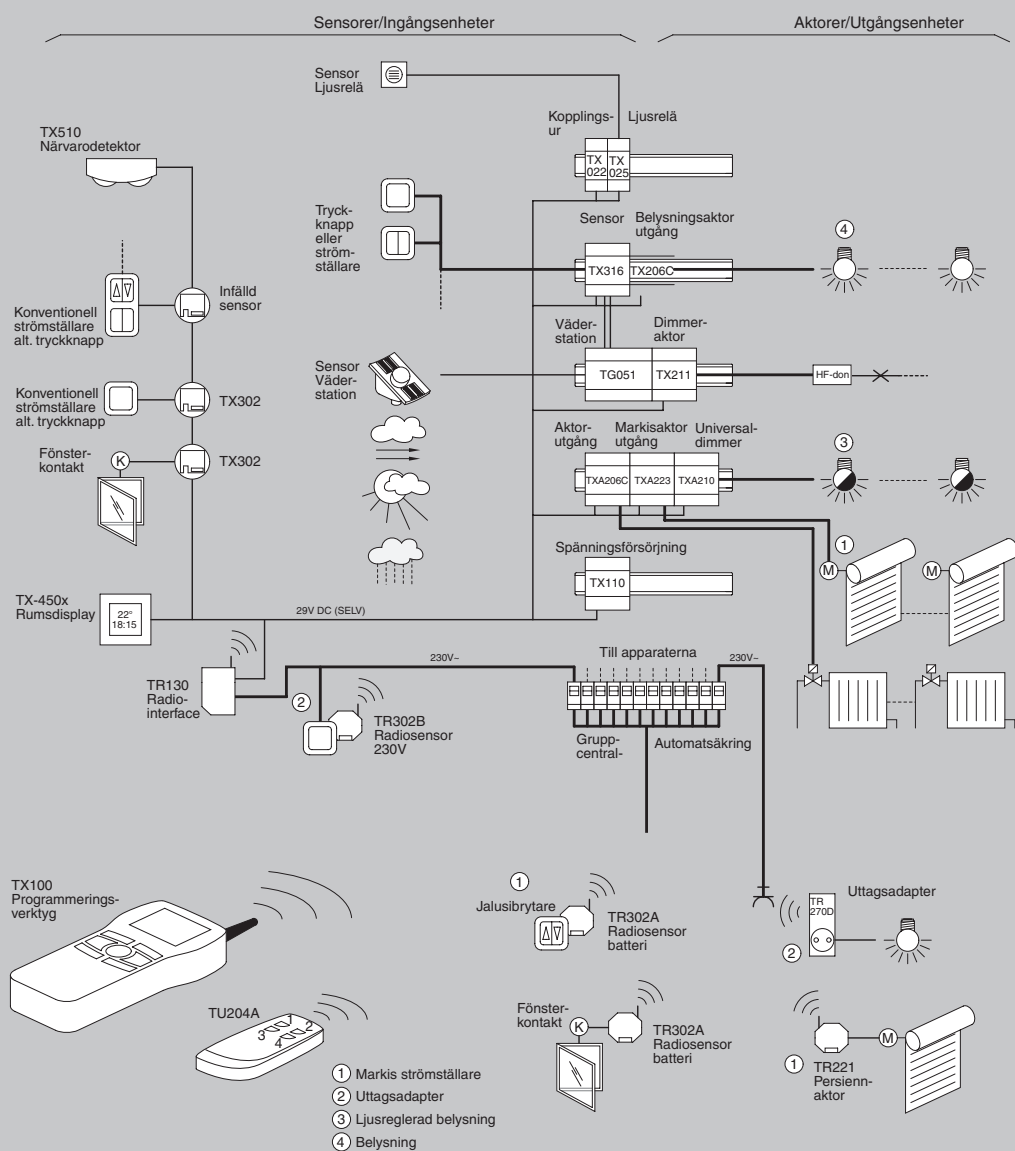 Sensorer/Ingångsenheter
Aktorer/Utgångsenheter
Sensor
Ljusrelä
Kopplings-
ur
Ljusrelä
TX
022
TX
025
TX510
Närvarodetektor
Tryck-
knapp
eller
ström-
ställare
Sensor
Belysningsaktor
utgång
TX316
TX206C
4
Konventionell
strömställare
alt. tryckknapp
Infälld
sensor
Väder-
station
Dimmer-
aktor
TG051
TX211
HF-don
Sensor
Väder-
station
Konventionell
strömställare
alt. tryckknapp
TX302
Aktor-
utgång
Markisaktor
utgång
Universal-
dimmer
TXA206C
TXA223
TXA210
3
Fönster-
kontakt
K
TX302
Spänningsförsörjning
TX110
1
M
M
TX-450x
Rumsdisplay
22°
18:15
29V DC (SELV)
230V~
Till apparaterna
230V~
TR130
Radio-
interface
2
TR302B
Radiosensor
230V
Grupp-
central-
Automatsäkring
TX100
Programmerings-
verktyg
1
Jalusibrytare
TR302A
Radiosensor
batteri
TR
270D
Uttagsadapter
2
TU204A
1
2
3
4
Fönster-
kontakt
K
TR302A
Radiosensor
batteri
M
1
TR221
Persienn-
aktor
1 Markis strömställare
2 Uttagsadapter
3 Ljusreglerad belysning
4 Belysning